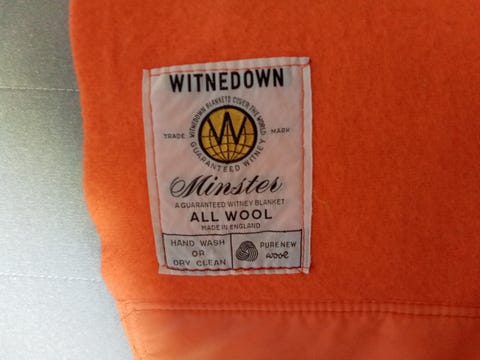 WITNEDOWN
WITNEDOWN BLANKETS COVER THE WORLD
TRADE MARK
W
GUARANTEED WITNEY
Minster
A GUARANTEED WITNEY BLANKET
ALL WOOL
MADE IN ENGLAND
HAND WASH
OR
DRY CLEAN
PURE NEW
wool